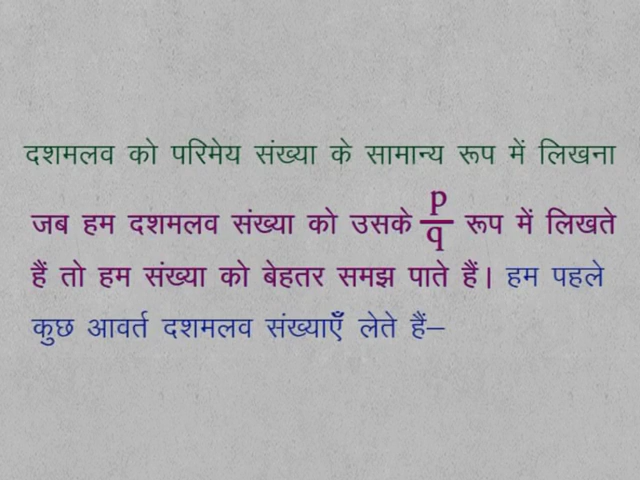 दशमलव को परिमेय संख्या के सामान्य रूप में लिखना
जब हम दशमलव संख्या को उसके p/q रूप में लिखते
हैं तो हम संख्या को बेहतर समझ पाते हैं। हम पहले
कुछ आवर्त दशमलव संख्याएँ लेते हैं–